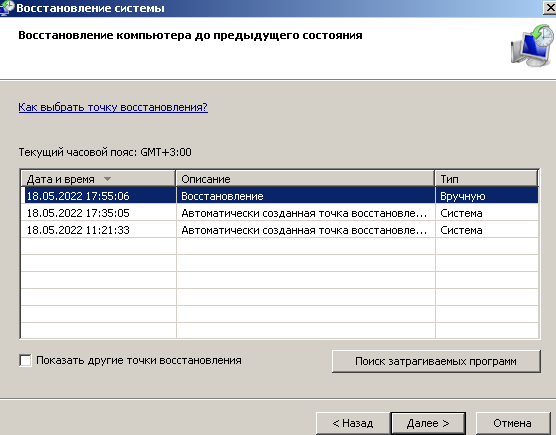 Восстановление системы
Восстановление компьютера до предыдущего состояния
Как выбрать точку восстановления?
Текущий часовой пояс: GMT+3:00
Дата и время Описание Тип
18.05.2022 17:55:06 Восстановление Вручную
18.05.2022 17:35:05 Автоматически созданная точка восстановле... Система
18.05.2022 11:21:33 Автоматически созданная точка восстановле... Система
Показать другие точки восстановления Поиск затрагиваемых программ
< Назад Далее > Отмена